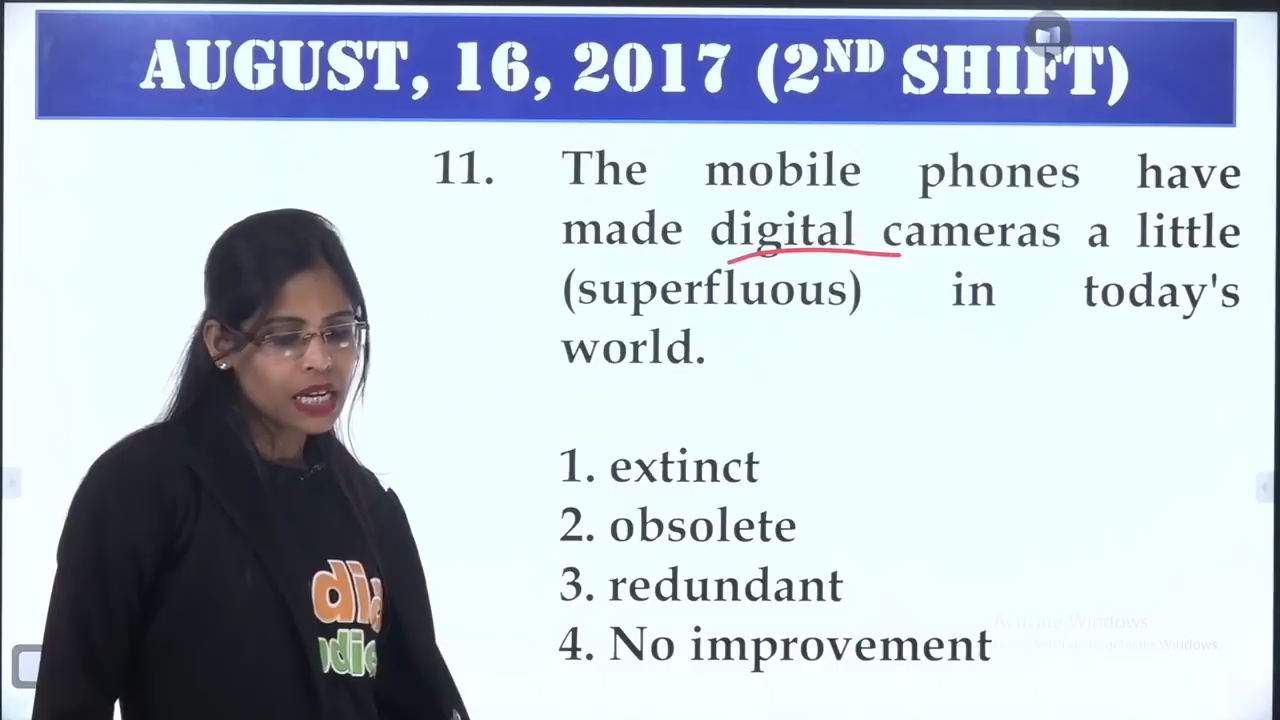 AUGUST, 16, 2017 (2ND SHIFT)
11. The mobile phones have
made digital cameras a little
(superfluous) in today's
world.
1. extinct
2. obsolete
3. redundant
4. No improvement
Activate Windows